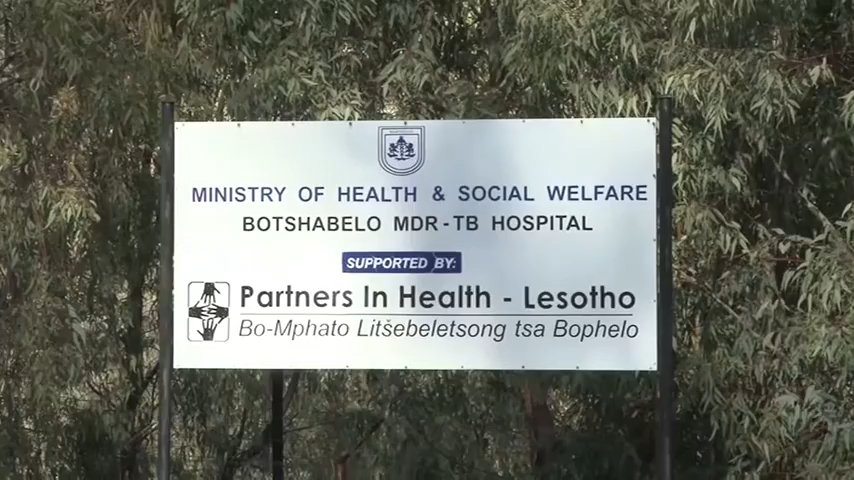 MINISTRY OF HEALTH & SOCIAL WELFARE
BOTSHABELO MDR-TB HOSPITAL
SUPPORTED BY:
Partners In Health - Lesotho
Bo-Mphato Litšebeletsong tsa Bophelo